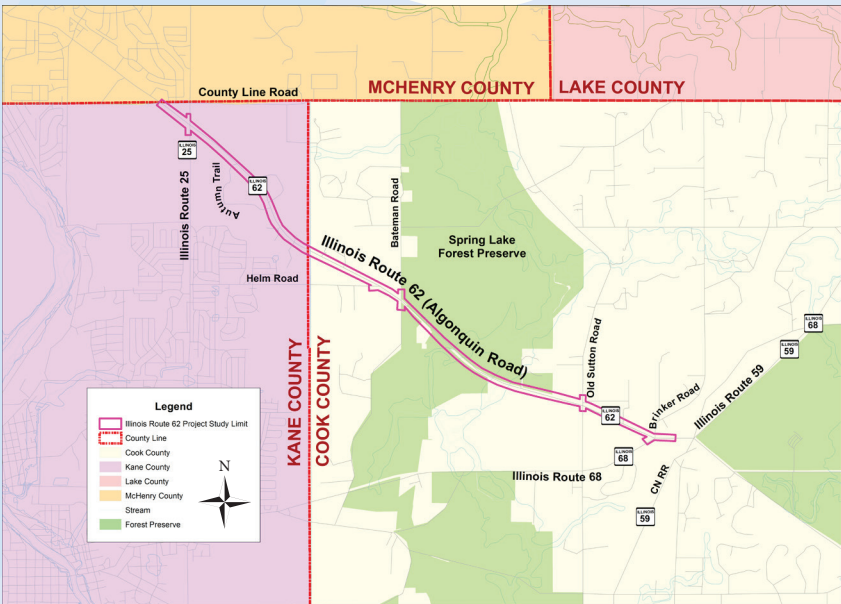 MCHENRY COUNTY
LAKE COUNTY
County Line Road
ILLINOIS
25
Illinois Route 25
Autumn Trail
ILLINOIS
62
Bateman Road
Spring Lake
Forest Preserve
Helm Road
Illinois Route 62 (Algonquin Road)
KANE COUNTY
COOK COUNTY
Old Sutton Road
ILLINOIS
68
ILLINOIS
59
Illinois Route 59
Brinker Road
ILLINOIS
62
ILLINOIS
68
Illinois Route 68
CN RR
ILLINOIS
59
Legend
Illinois Route 62 Project Study Limit
County Line
Cook County
Kane County
Lake County
McHenry County
Stream
Forest Preserve
N